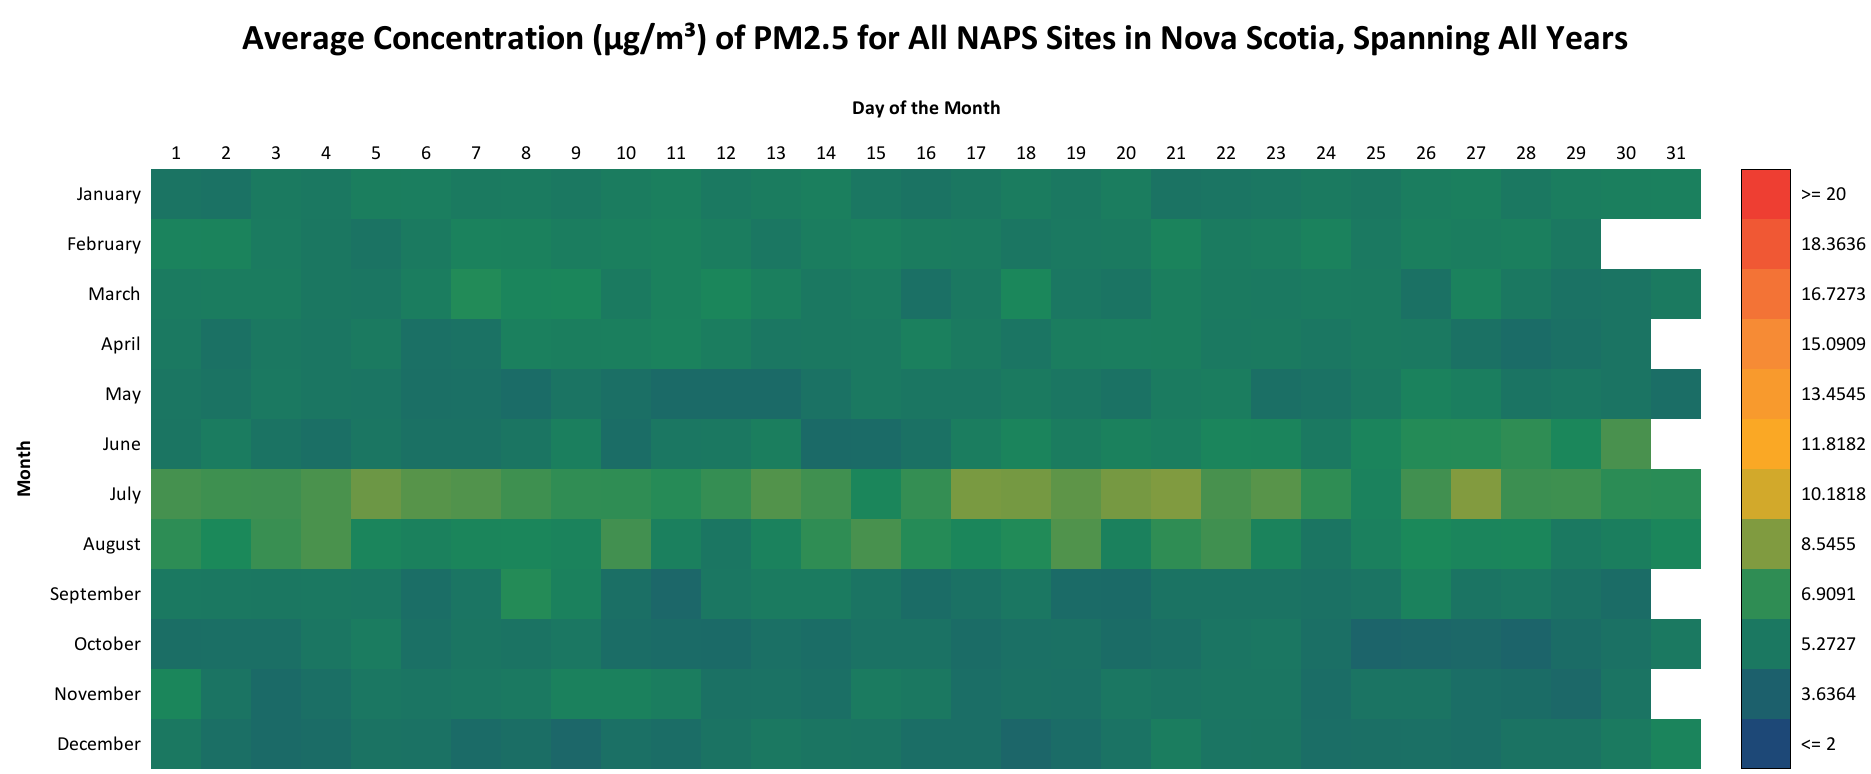 Average Concentration (µg/m³) of PM2.5 for All NAPS Sites in Nova Scotia, Spanning All Years
Day of the Month
1 2 3 4 5 6 7 8 9 10 11 12 13 14 15 16 17 18 19 20 21 22 23 24 25 26 27 28 29 30 31
Month
January
February
March
April
May
June
July
August
September
October
November
December
>= 20
18.3636
16.7273
15.0909
13.4545
11.8182
10.1818
8.5455
6.9091
5.2727
3.6364
<= 2